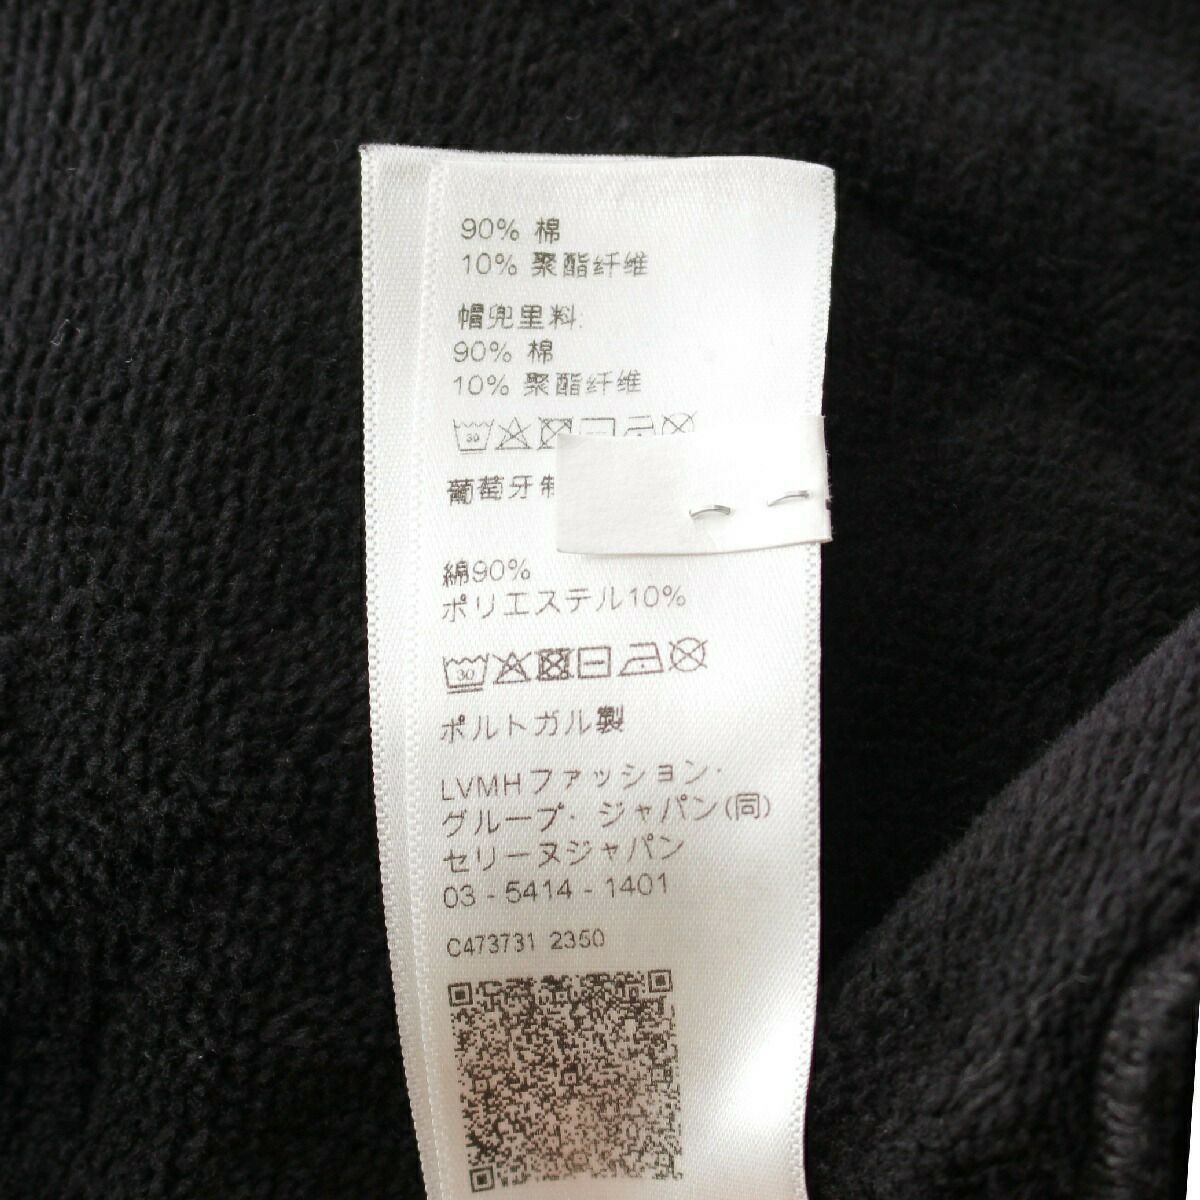 90% 棉
10% 聚酯纤维
帽兜里料:
90% 棉
10% 聚酯纤维
30
葡萄牙制
綿90%
ポリエステル10%
30
ポルトガル製
LVMHファッション・
グループ・ジャパン(同)
セリーヌジャパン
03 - 5414 - 1401
C473731 2350